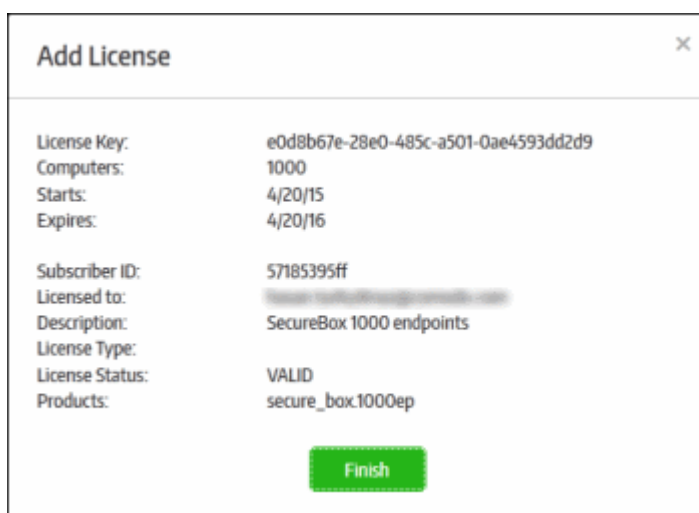 Add License
×
License Key: e0d8b67e-28e0-485c-a501-0ae4593dd2d9
Computers: 1000
Starts: 4/20/15
Expires: 4/20/16
Subscriber ID: 57185395ff
Licensed to:
Description: SecureBox 1000 endpoints
License Type:
License Status: VALID
Products: secure_box.1000ep
Finish